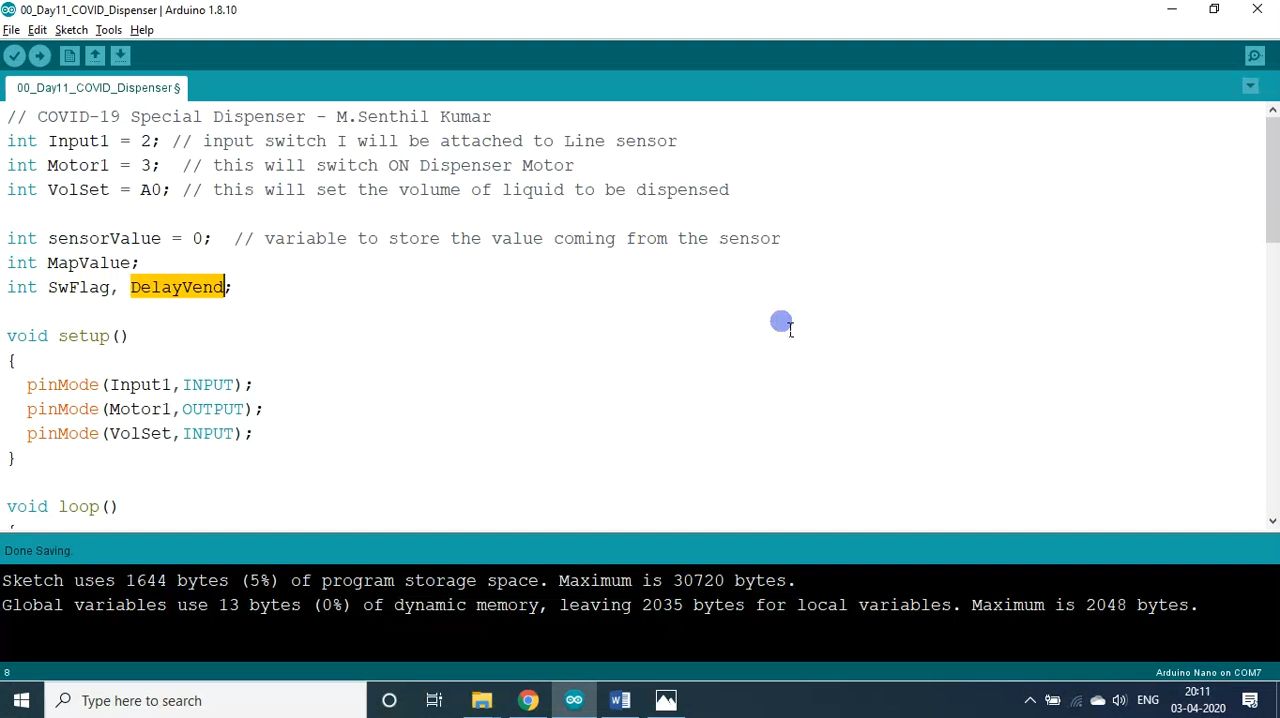 00_Day11_COVID_Dispenser | Arduino 1.8.10
File Edit Sketch Tools Help
00_Day11_COVID_Dispenser §
// COVID-19 Special Dispenser - M.Senthil Kumar
int Input1 = 2; // input switch I will be attached to Line sensor
int Motor1 = 3;  // this will switch ON Dispenser Motor
int VolSet = A0; // this will set the volume of liquid to be dispensed
int sensorValue = 0;  // variable to store the value coming from the sensor
int MapValue;
int SwFlag, DelayVend;
void setup()
{
  pinMode(Input1,INPUT);
  pinMode(Motor1,OUTPUT);
  pinMode(VolSet,INPUT);
}
void loop()
{
Done Saving.
Sketch uses 1644 bytes (5%) of program storage space. Maximum is 30720 bytes.
Global variables use 13 bytes (0%) of dynamic memory, leaving 2035 bytes for local variables. Maximum is 2048 bytes.
8 Arduino Nano on COM7
Type here to search
ENG
20:11
03-04-2020